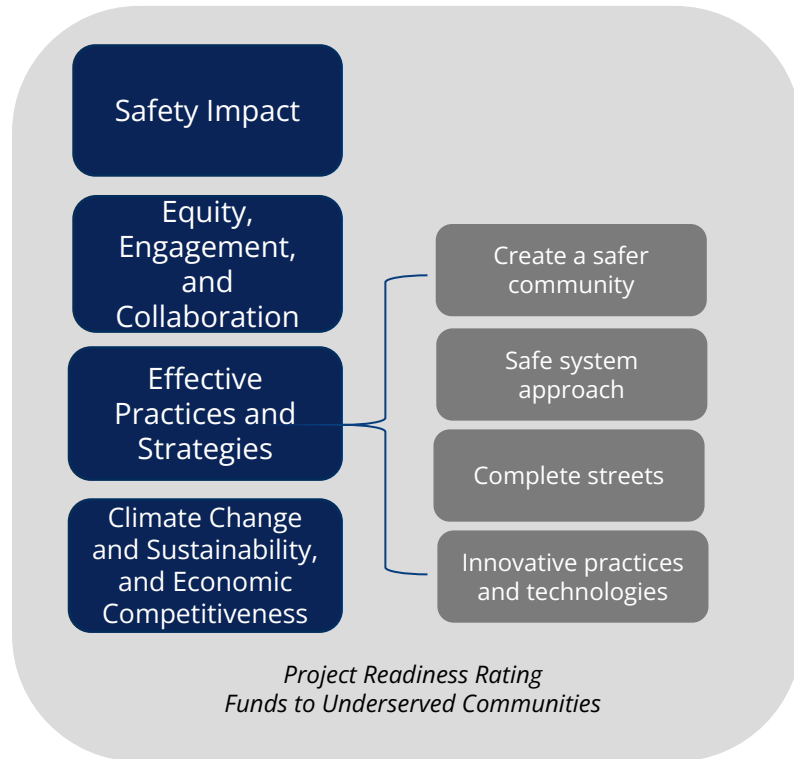 Safety Impact
Equity,
Engagement,
and
Collaboration
Effective
Practices and
Strategies
Climate Change
and Sustainability,
and Economic
Competitiveness
Create a safer
community
Safe system
approach
Complete streets
Innovative practices
and technologies
Project Readiness Rating
Funds to Underserved Communities